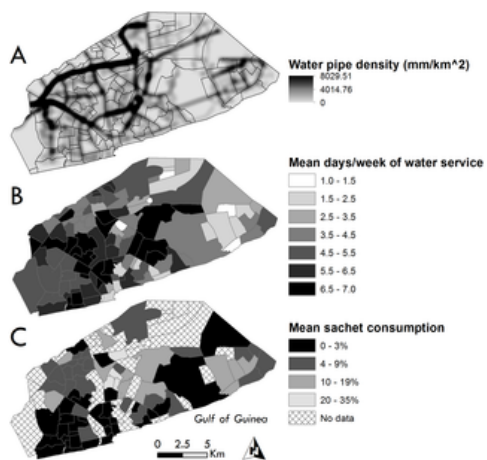 A
Water pipe density (mm/km^2)
8029.51
4014.76
0
B
Mean days/week of water service
1.0 - 1.5
1.5 - 2.5
2.5 - 3.5
3.5 - 4.5
4.5 - 5.5
5.5 - 6.5
6.5 - 7.0
C
Mean sachet consumption
0 - 3%
4 - 9%
10 - 19%
20 - 35%
No data
Gulf of Guinea
0 2.5 5
Km
N